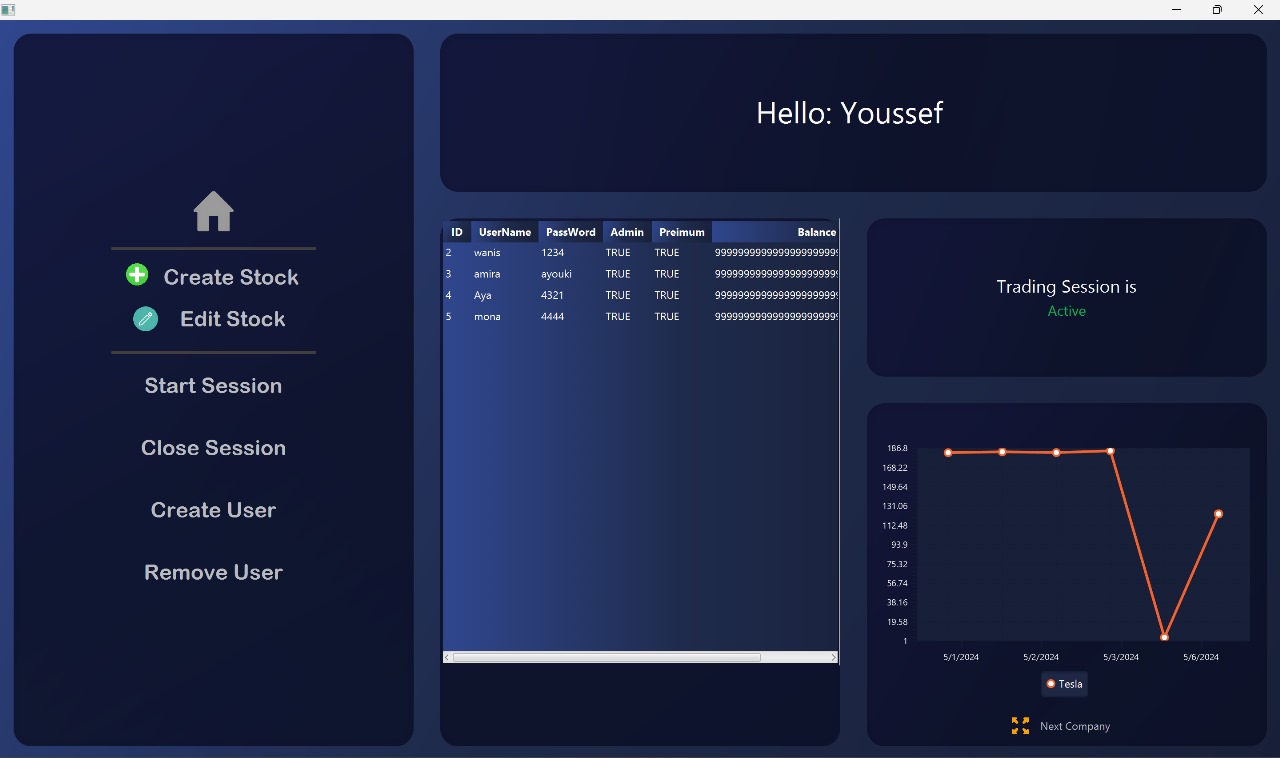 Create Stock
Edit Stock
Start Session
Close Session
Create User
Remove User
Hello: Youssef
ID UserName PassWord Admin Preimum Balance
2 wanis 1234 TRUE TRUE
3 amira ayouki TRUE TRUE
4 Aya 4321 TRUE TRUE
5 mona 4444 TRUE TRUE
Trading Session is
Active
186.8
168.22
149.64
131.06
112.48
93.9
75.32
56.74
38.16
19.58
1
5/1/2024 5/2/2024 5/3/2024 5/6/2024
Tesla
Next Company